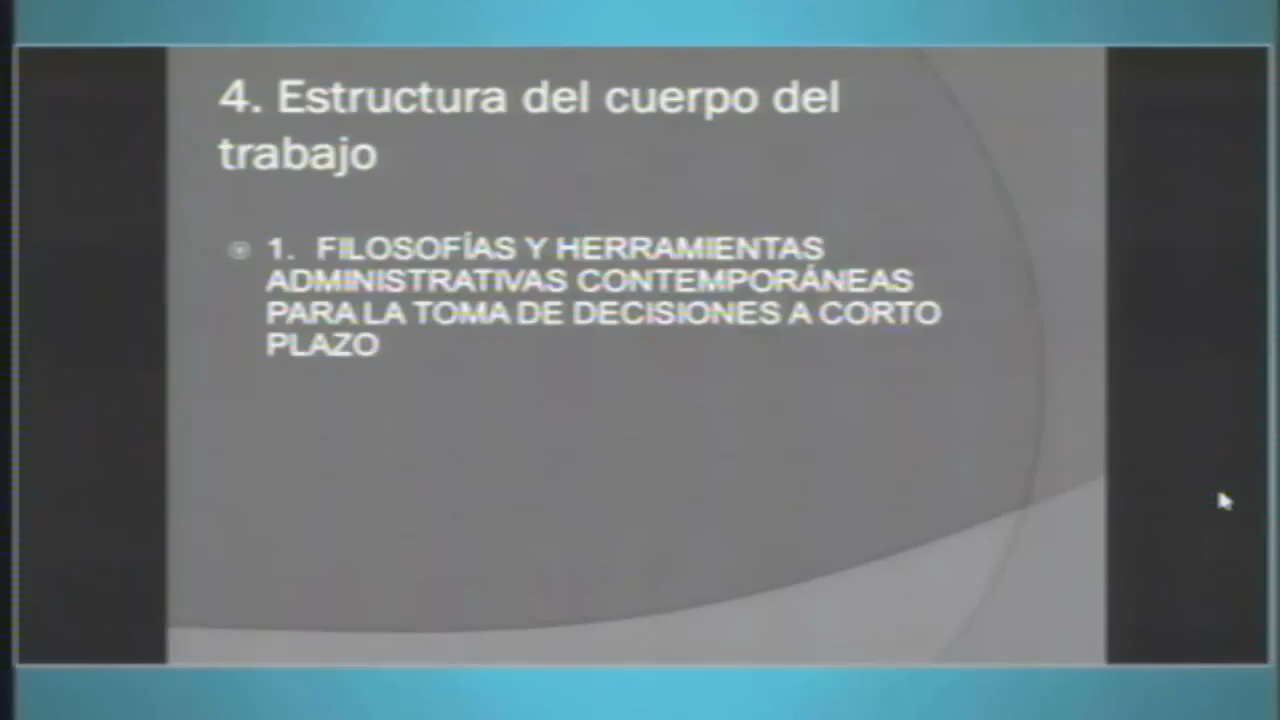 4. Estructura del cuerpo del
trabajo
1. FILOSOFÍAS Y HERRAMIENTAS
ADMINISTRATIVAS CONTEMPORÁNEAS
PARA LA TOMA DE DECISIONES A CORTO
PLAZO